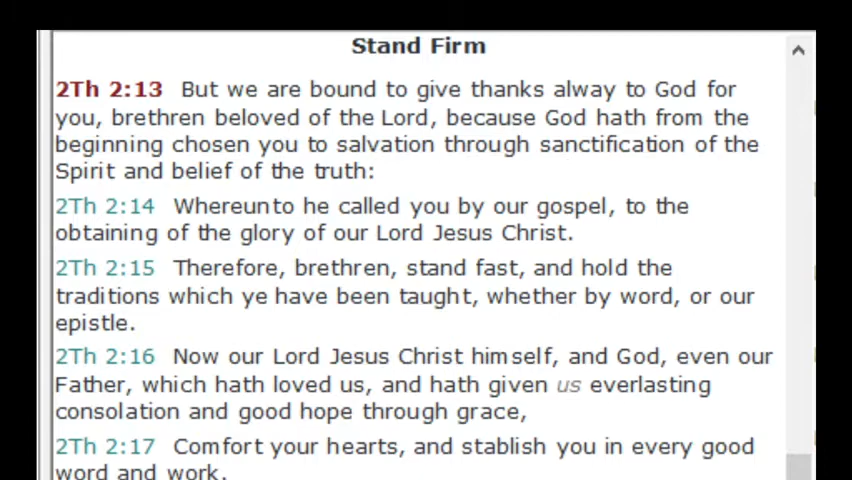 Stand Firm
2Th 2:13 But we are bound to give thanks alway to God for
you, brethren beloved of the Lord, because God hath from the
beginning chosen you to salvation through sanctification of the
Spirit and belief of the truth:
2Th 2:14 Whereunto he called you by our gospel, to the
obtaining of the glory of our Lord Jesus Christ.
2Th 2:15 Therefore, brethren, stand fast, and hold the
traditions which ye have been taught, whether by word, or our
epistle.
2Th 2:16 Now our Lord Jesus Christ himself, and God, even our
Father, which hath loved us, and hath given us everlasting
consolation and good hope through grace,
2Th 2:17 Comfort your hearts, and stablish you in every good
word and work.